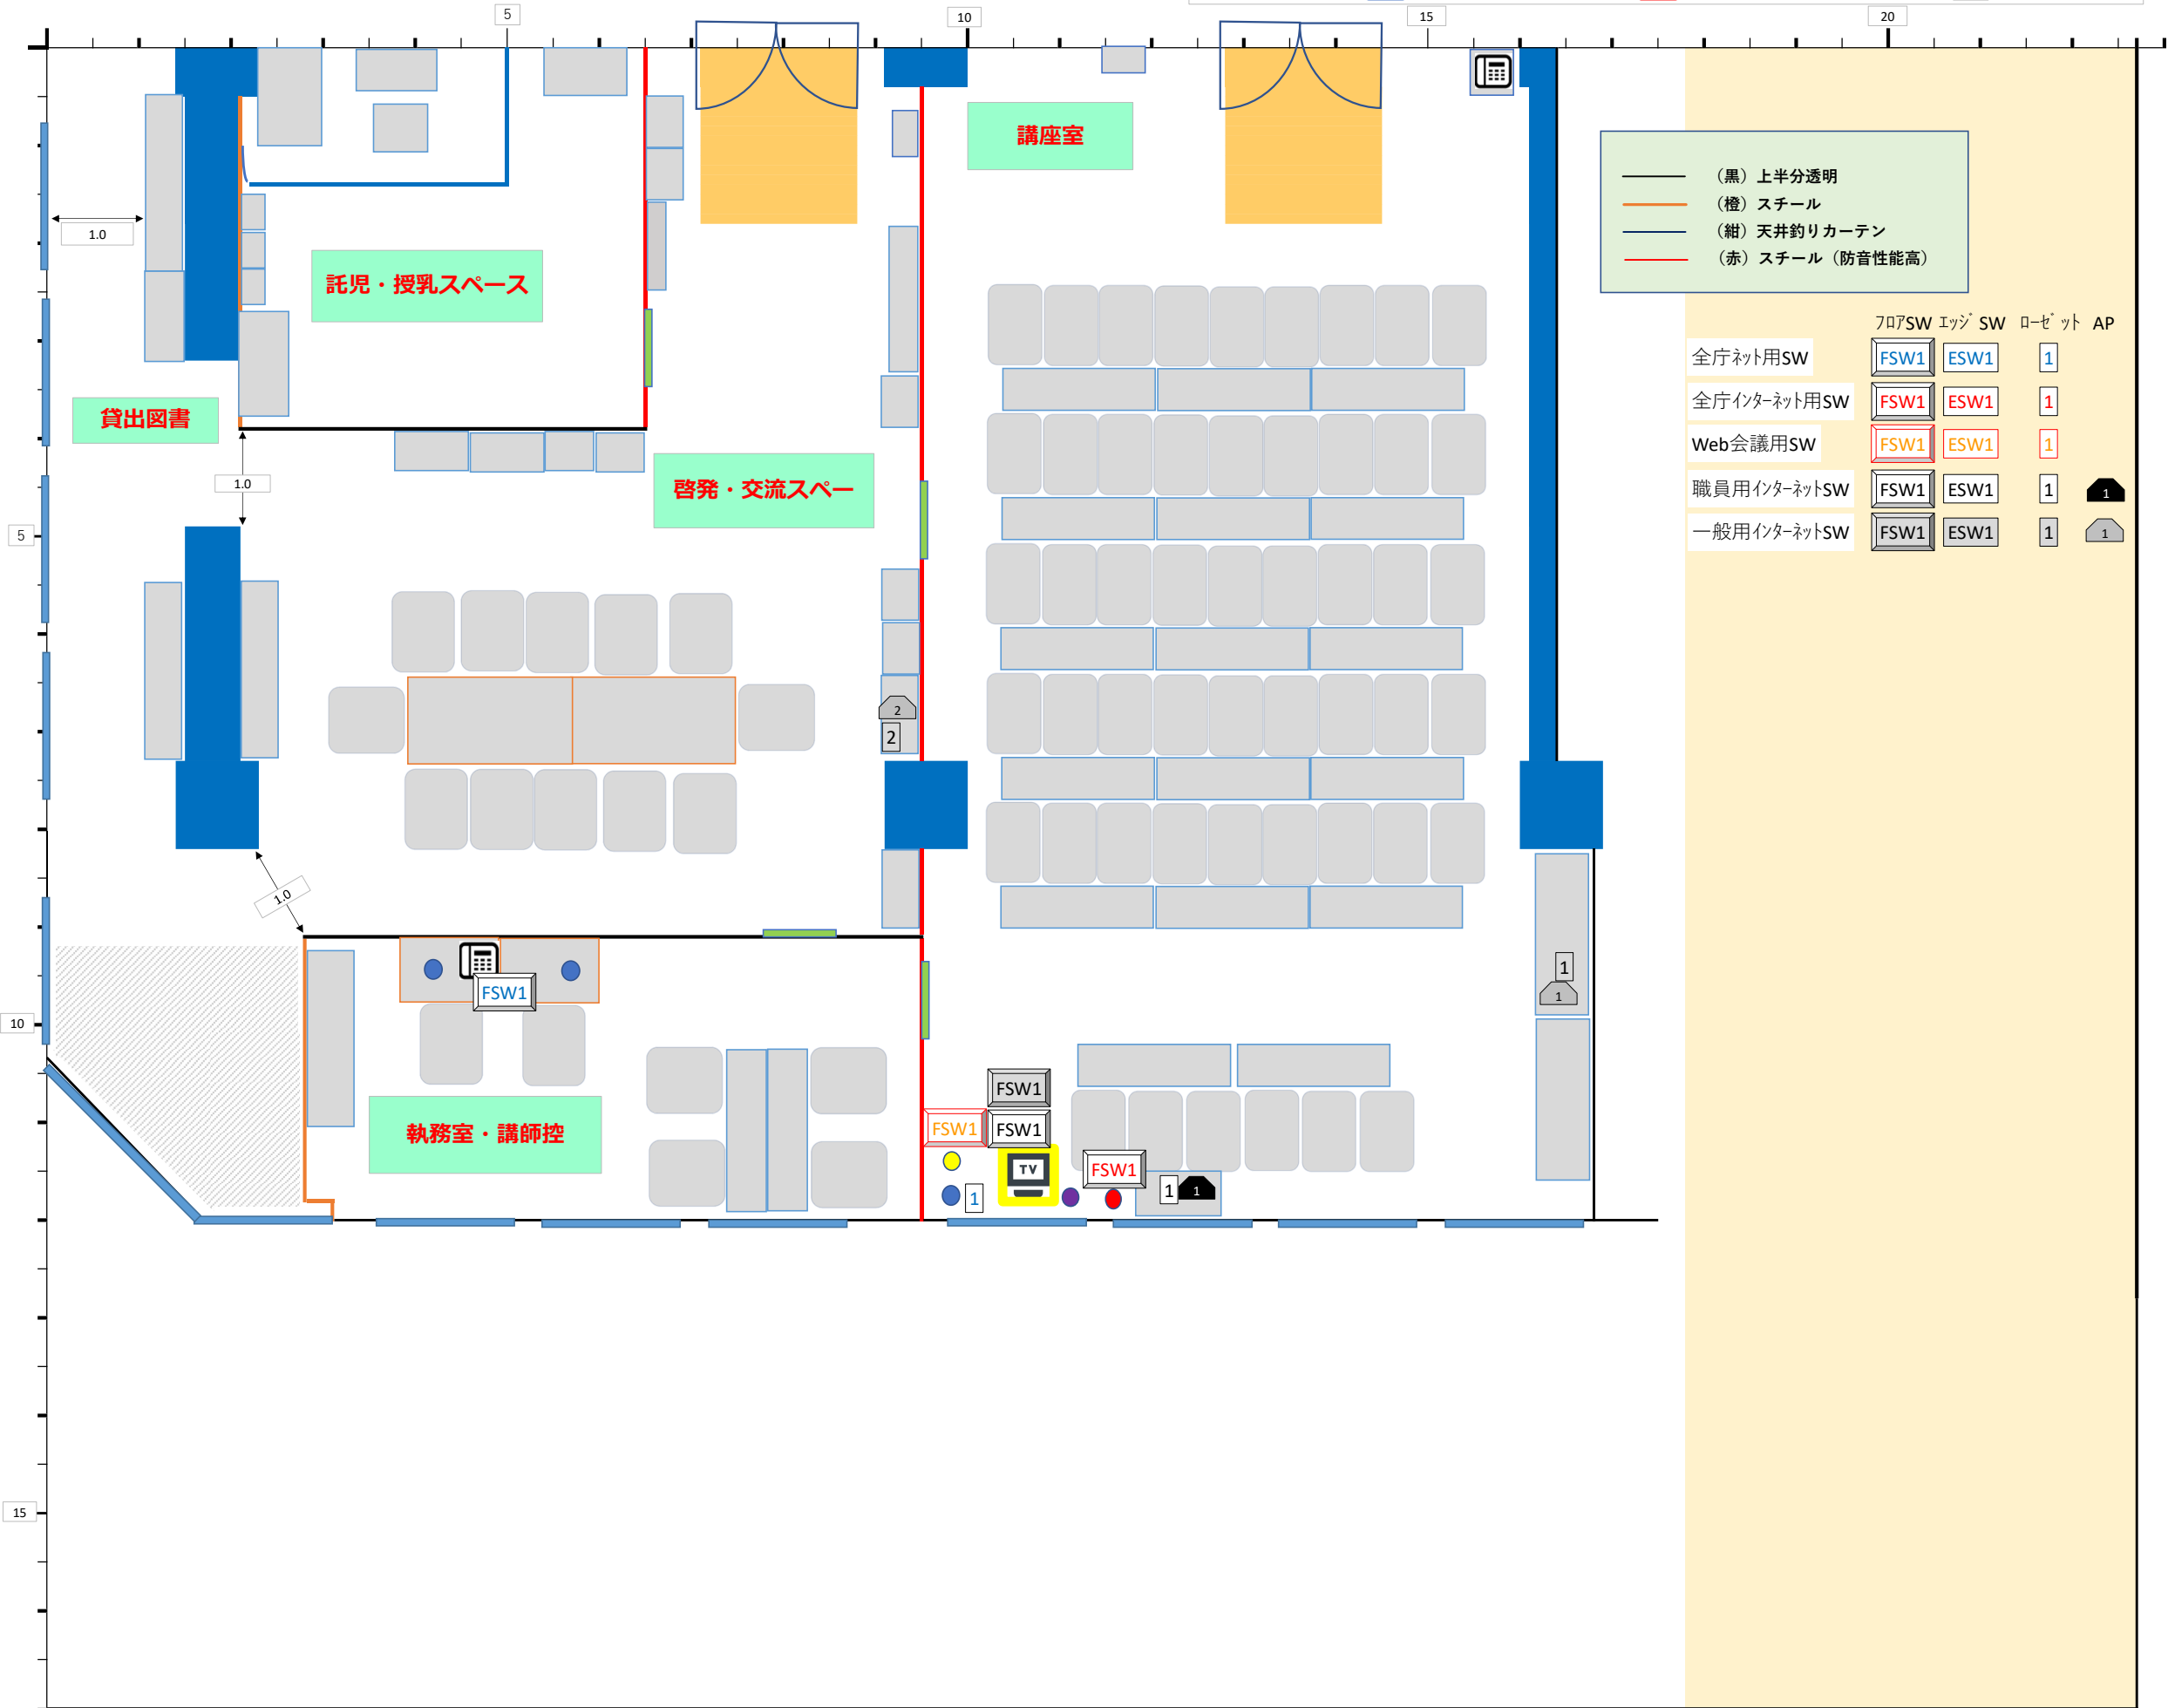 5
10
15
20
講座室
(黒)上半分透明
(橙)スチール
(紺)天井釣りカーテン
(赤)スチール(防音性能高)
1.0
託児・授乳スペース
ﾌﾛｱSW ｴｯｼﾞSW ﾛｰｾﾞｯﾄ AP
全庁ﾈｯﾄ用SW FSW1 ESW1 1
全庁ｲﾝﾀｰﾈｯﾄ用SW FSW1 ESW1 1
Web会議用SW FSW1 ESW1 1
職員用ｲﾝﾀｰﾈｯﾄSW FSW1 ESW1 1 1
一般用ｲﾝﾀｰﾈｯﾄSW FSW1 ESW1 1 1
貸出図書
1.0
啓発・交流スペー
5
2
2
1.0
1
1
FSW1
10
FSW1
FSW1 FSW1
執務室・講師控
TV
FSW1
1
1 1
15